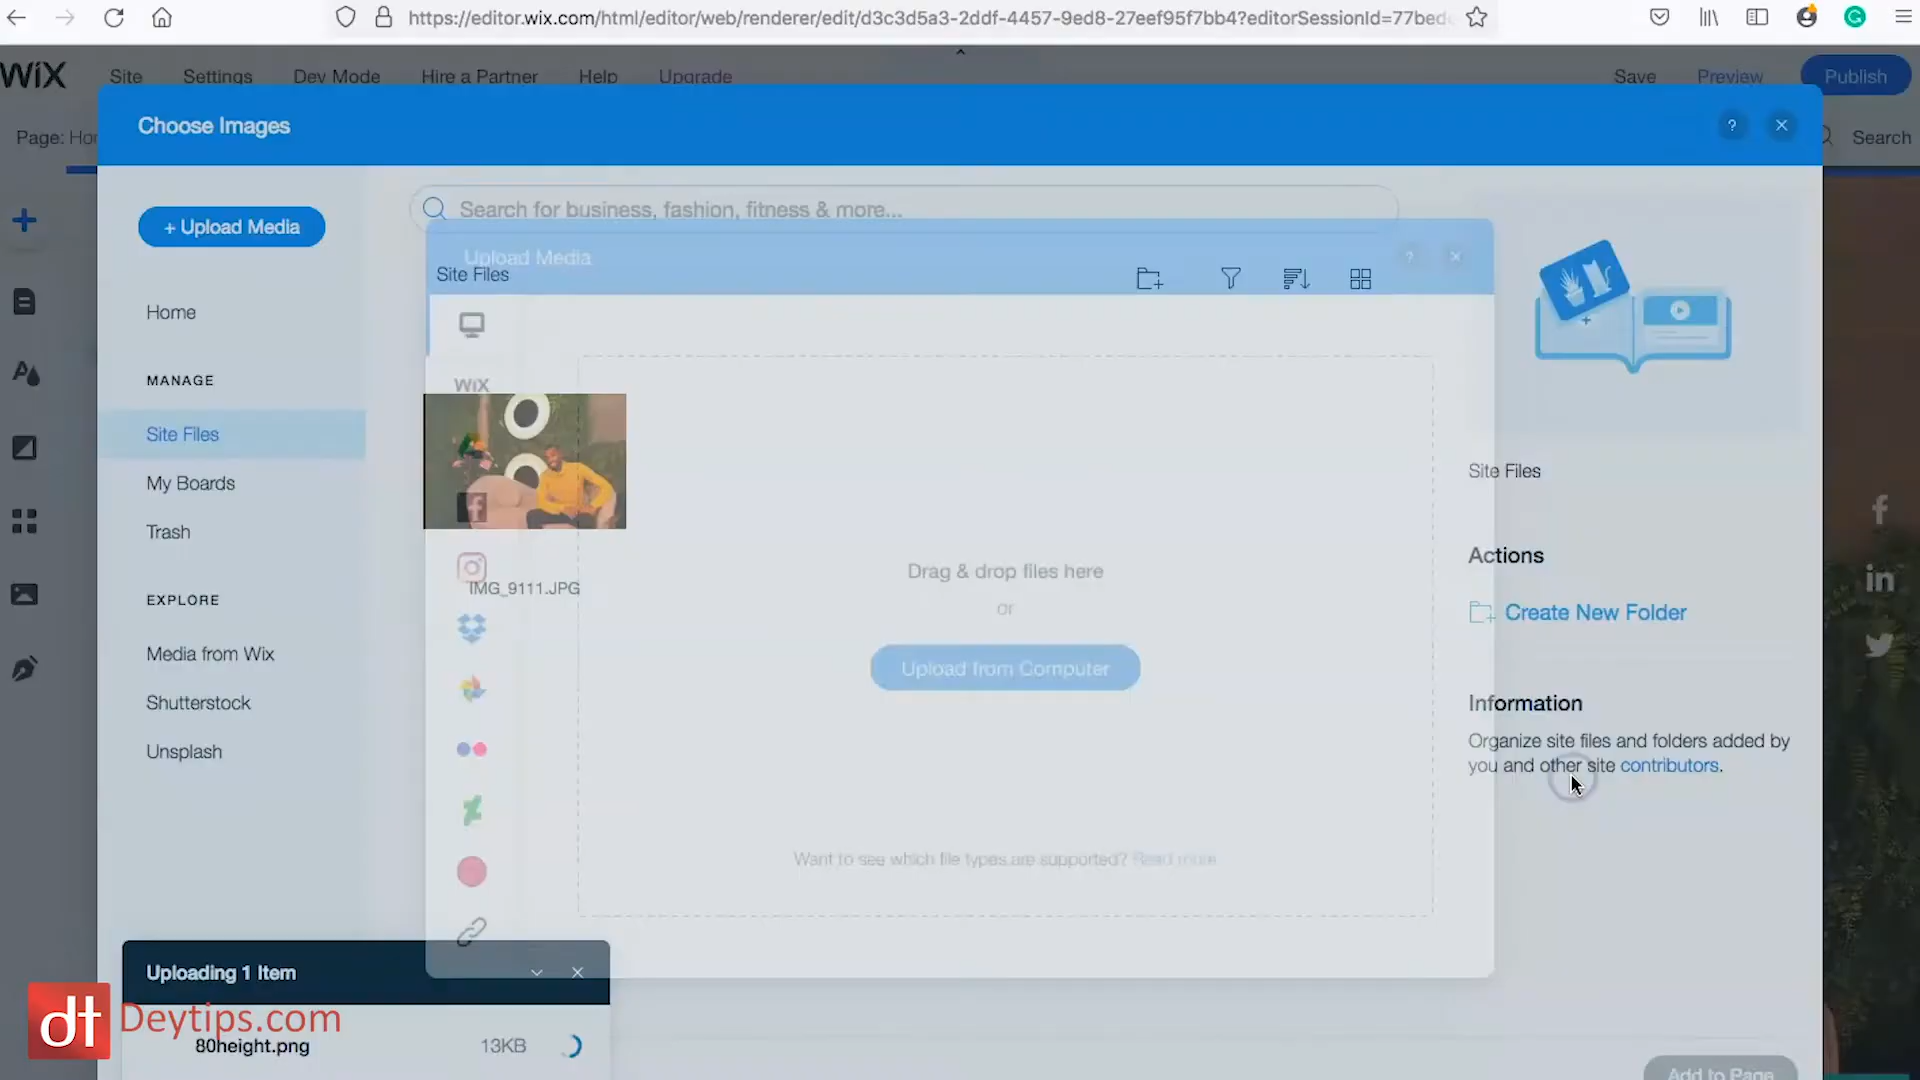 https://editor.wix.com/html/editor/web/renderer/edit/d3c3d5a3-2ddf-4457-9ed8-27eef95f7bb4?editorSessionId=77bed
WiX Site Settings Dev Mode Hire a Partner Help Upgrade Save Preview Publish
Page: Search
Choose Images ?
+ Upload Media
Search for business, fashion, fitness & more...
Upload Media ?
Site Files
Home
MANAGE
Site Files
My Boards
Trash
EXPLORE
Media from Wix
Shutterstock
Unsplash
WiX
IMG_9111.JPG
Drag & drop files here
or
Upload from Computer
Want to see which file types are supported? Read more
Site Files
Actions
Create New Folder
Information
Organize site files and folders added by
you and other site contributors.
Add to Page
Uploading 1 Item
80height.png 13KB
dt Deytips.com